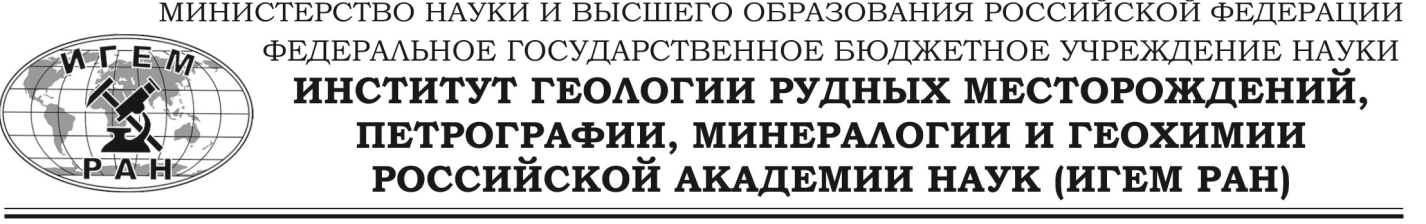 МИНИСТЕРСТВО НАУКИ И ВЫСШЕГО ОБРАЗОВАНИЯ РОССИЙСКОЙ ФЕДЕРАЦИИ
ФЕДЕРАЛЬНОЕ ГОСУДАРСТВЕННОЕ БЮДЖЕТНОЕ УЧРЕЖДЕНИЕ НАУКИ
ИНСТИТУТ ГЕОЛОГИИ РУДНЫХ МЕСТОРОЖДЕНИЙ,
ПЕТРОГРАФИИ, МИНЕРАЛОГИИ И ГЕОХИМИИ
РОССИЙСКОЙ АКАДЕМИИ НАУК (ИГЕМ РАН)
ИГЕМ
РАН